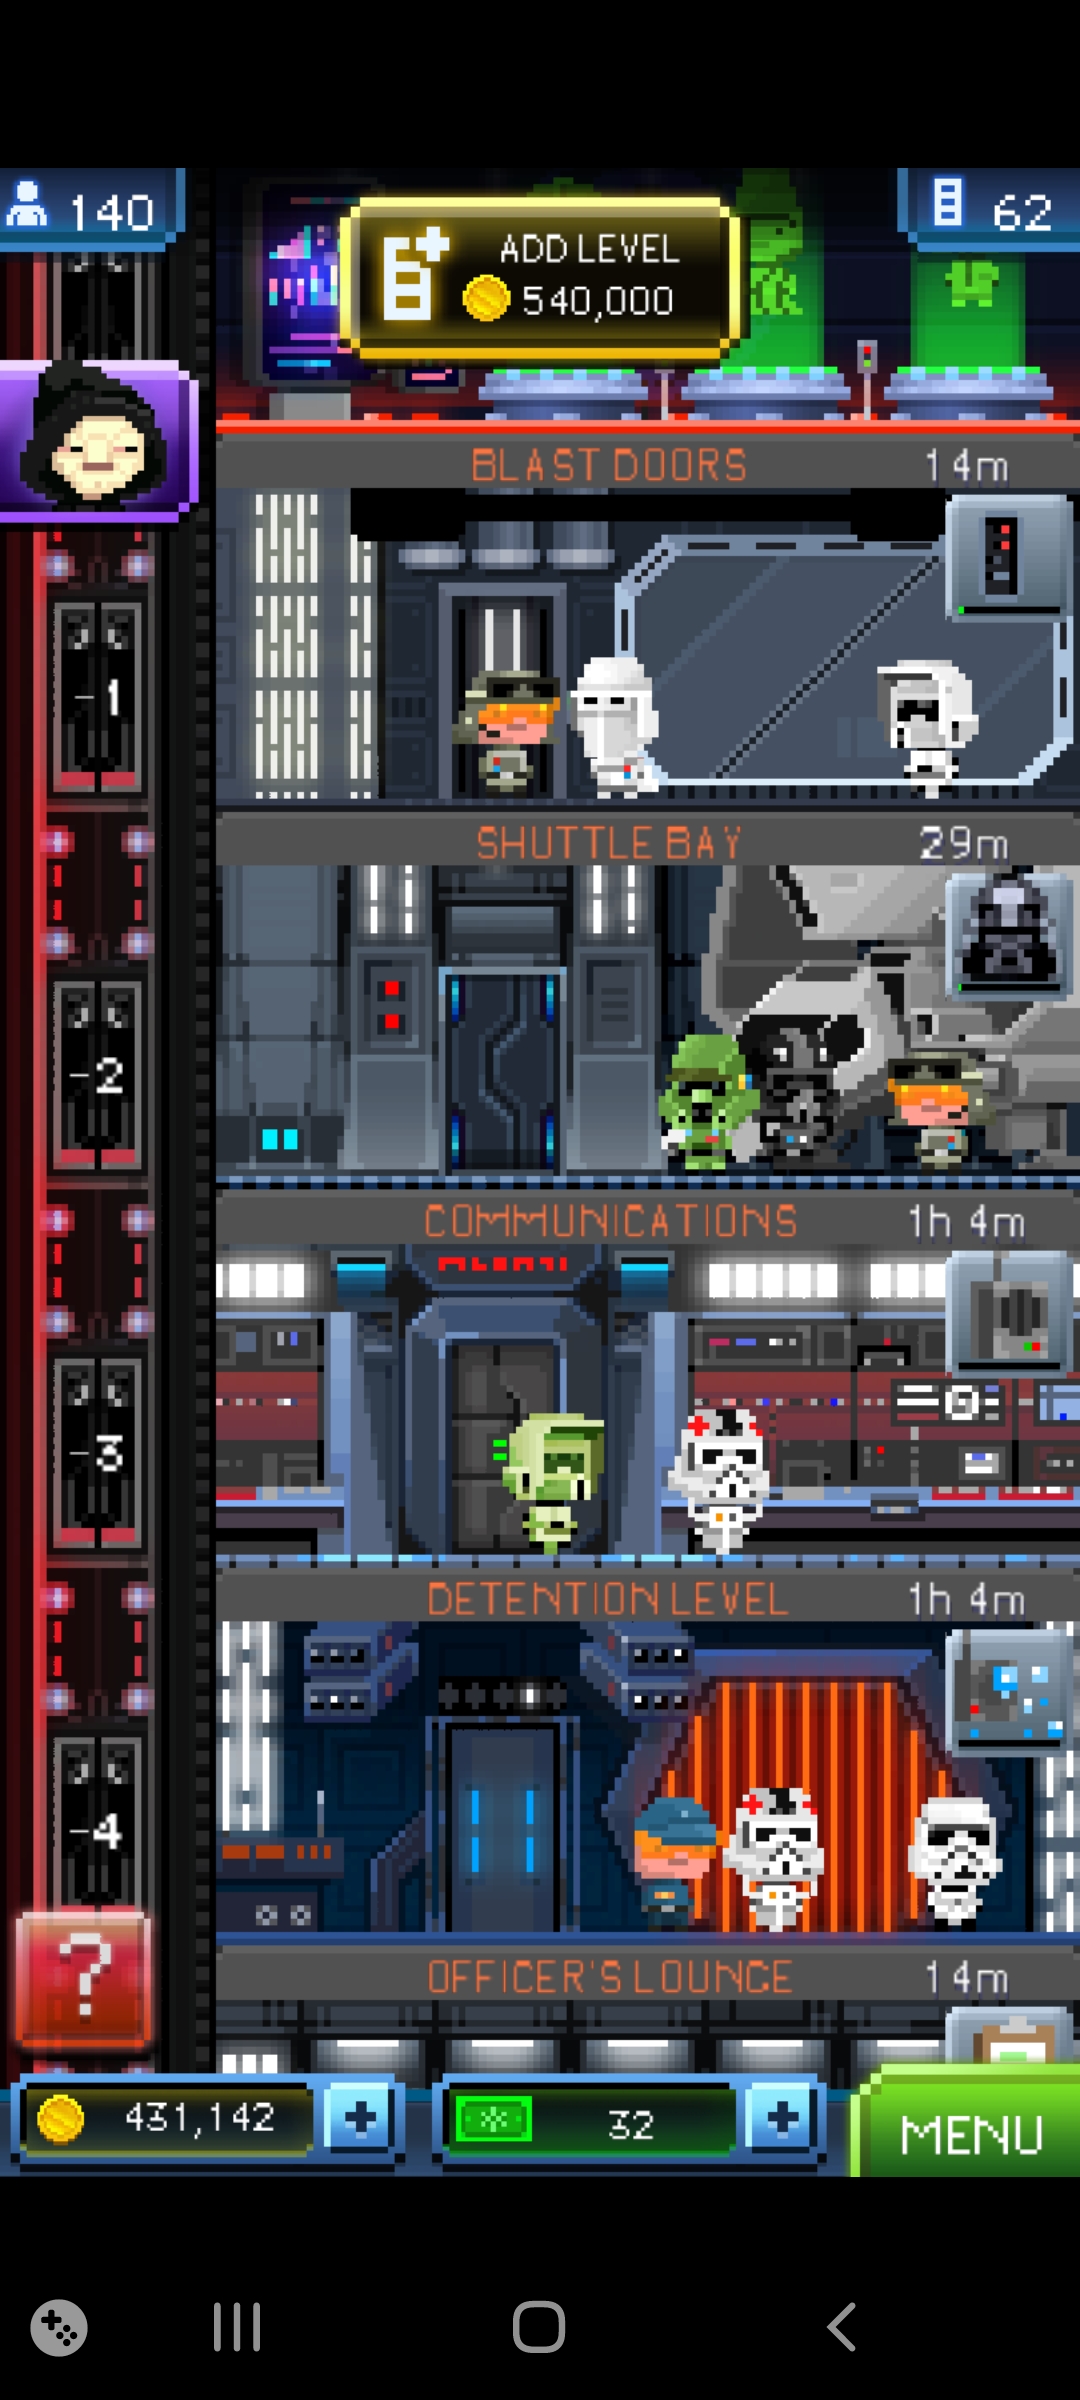 140
ADD LEVEL
540,000
62
BLAST DOORS 14m
-1
SHUTTLE BAY 29m
-2
COMMUNICATIONS 1h 4m
-3
DETENTION LEVEL 1h 4m
-4
OFFICER'S LOUNGE 14m
?
431,142 +
32 +
MENU